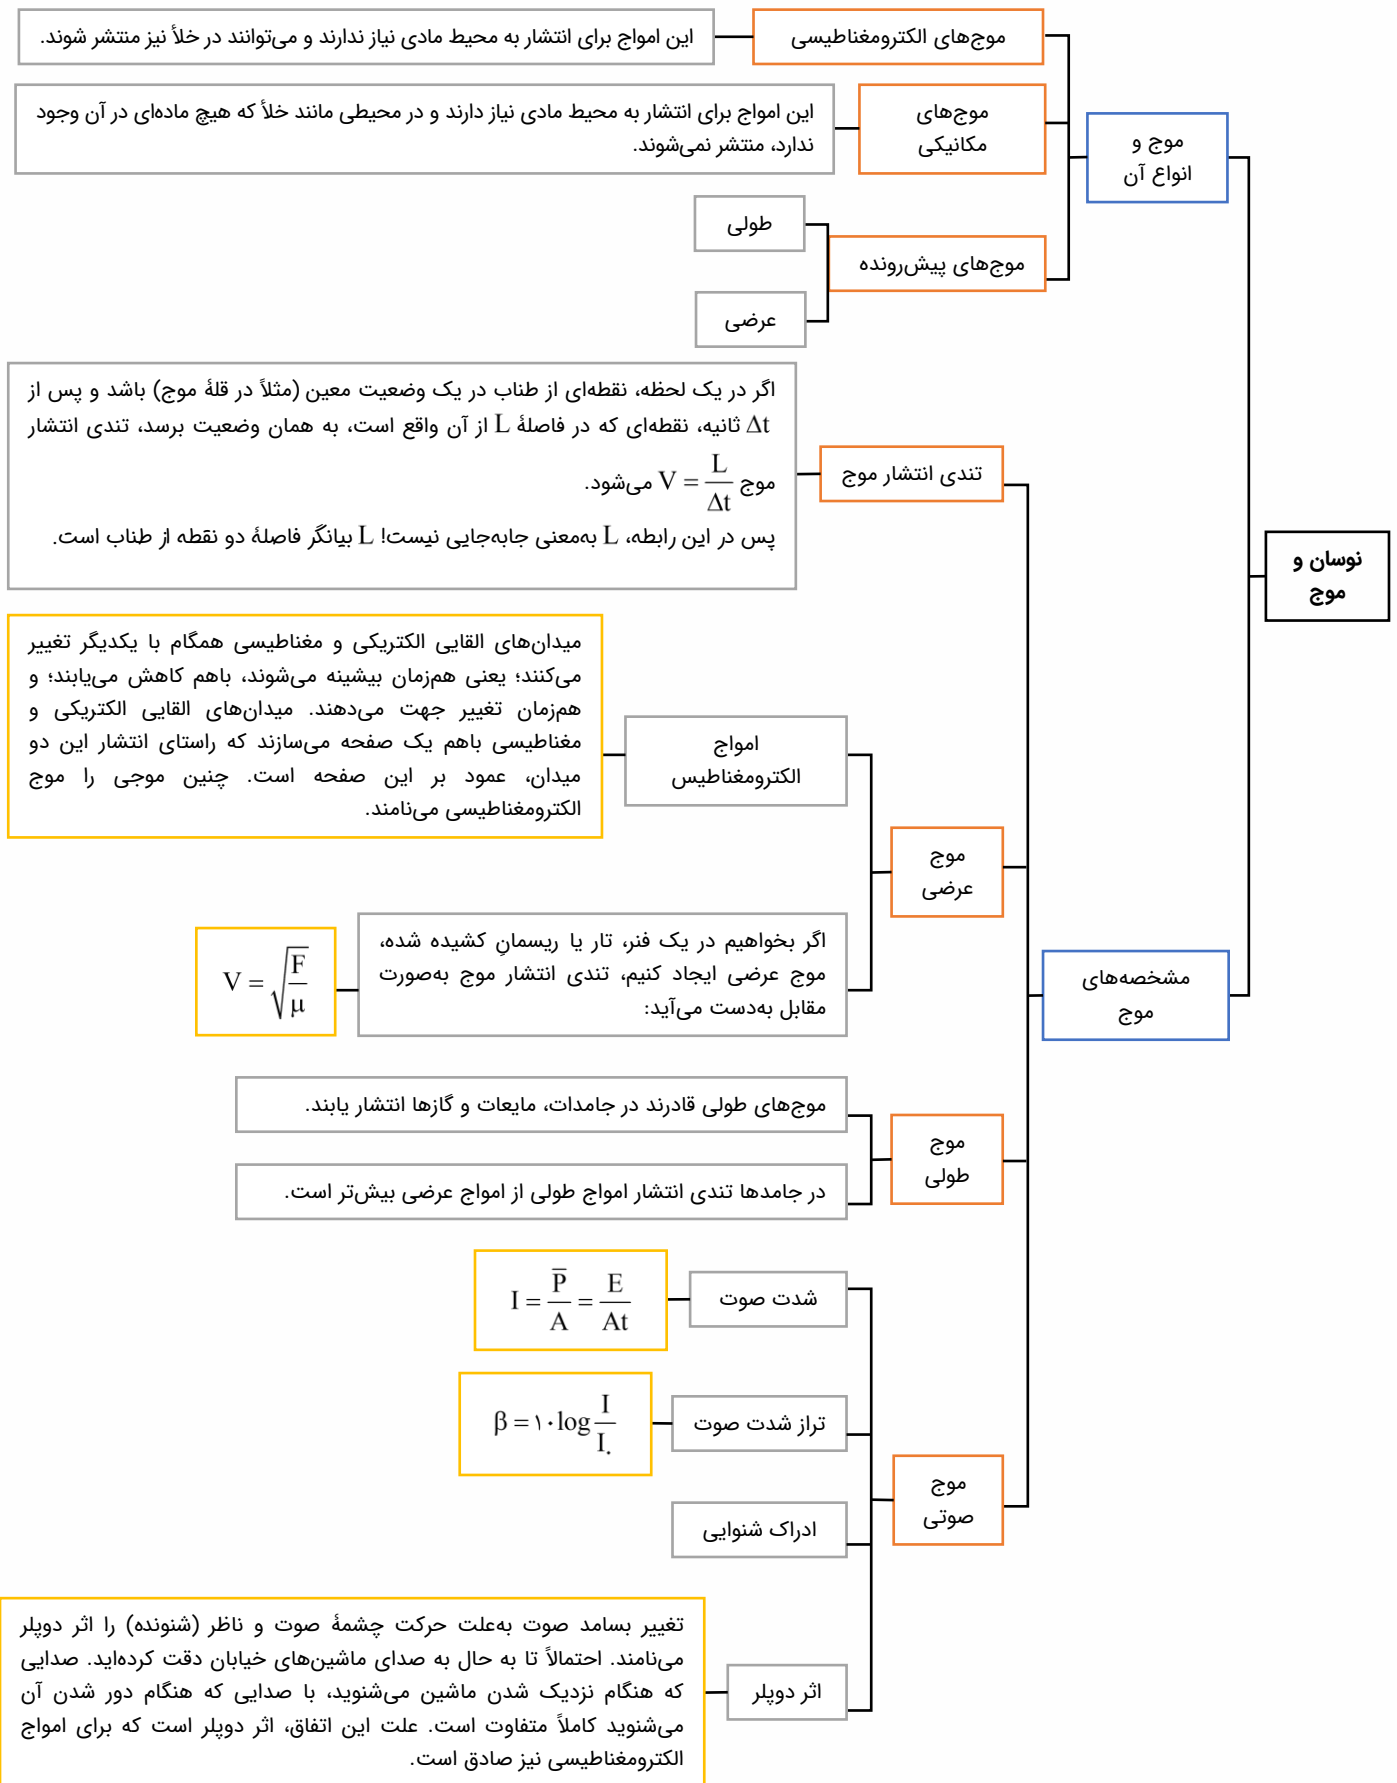 نوسان و
موج
موج و
انواع آن
موج‌های الکترومغناطیسی
این امواج برای انتشار به محیط مادی نیاز ندارند و می‌توانند در خلأ نیز منتشر شوند.
موج‌های
مکانیکی
این امواج برای انتشار به محیط مادی نیاز دارند و در محیطی مانند خلأ که هیچ ماده‌ای در آن وجود
ندارد، منتشر نمی‌شوند.
موج‌های پیش‌رونده
طولی
عرضی
مشخصه‌های
موج
تندی انتشار موج
اگر در یک لحظه، نقطه‌ای از طناب در یک وضعیت معین (مثلاً در قلۀ موج) باشد و پس از
Δt ثانیه، نقطه‌ای که در فاصلۀ L از آن واقع است، به همان وضعیت برسد، تندی انتشار
موج V = L/Δt می‌شود.
پس در این رابطه، L به‌معنی جابه‌جایی نیست! L بیانگر فاصلۀ دو نقطه از طناب است.
موج
عرضی
امواج
الکترومغناطیس
میدان‌های القایی الکتریکی و مغناطیسی همگام با یکدیگر تغییر
می‌کنند؛ یعنی هم‌زمان بیشینه می‌شوند، باهم کاهش می‌یابند؛ و
هم‌زمان تغییر جهت می‌دهند. میدان‌های القایی الکتریکی و
مغناطیسی باهم یک صفحه می‌سازند که راستای انتشار این دو
میدان، عمود بر این صفحه است. چنین موجی را موج
الکترومغناطیسی می‌نامند.
اگر بخواهیم در یک فنر، تار یا ریسمانِ کشیده شده،
موج عرضی ایجاد کنیم، تندی انتشار موج به‌صورت
مقابل به‌دست می‌آید:
V = √(F/μ)
موج
طولی
موج‌های طولی قادرند در جامدات، مایعات و گازها انتشار یابند.
در جامدها تندی انتشار امواج طولی از امواج عرضی بیش‌تر است.
موج
صوتی
شدت صوت
I = P̅/A = E/At
تراز شدت صوت
β = ۱۰ log I/I۰
ادراک شنوایی
اثر دوپلر
تغییر بسامد صوت به‌علت حرکت چشمۀ صوت و ناظر (شنونده) را اثر دوپلر
می‌نامند. احتمالاً تا به حال به صدای ماشین‌های خیابان دقت کرده‌اید. صدایی
که هنگام نزدیک شدن ماشین می‌شنوید، با صدایی که هنگام دور شدن آن
می‌شنوید کاملاً متفاوت است. علت این اتفاق، اثر دوپلر است که برای امواج
الکترومغناطیسی نیز صادق است.